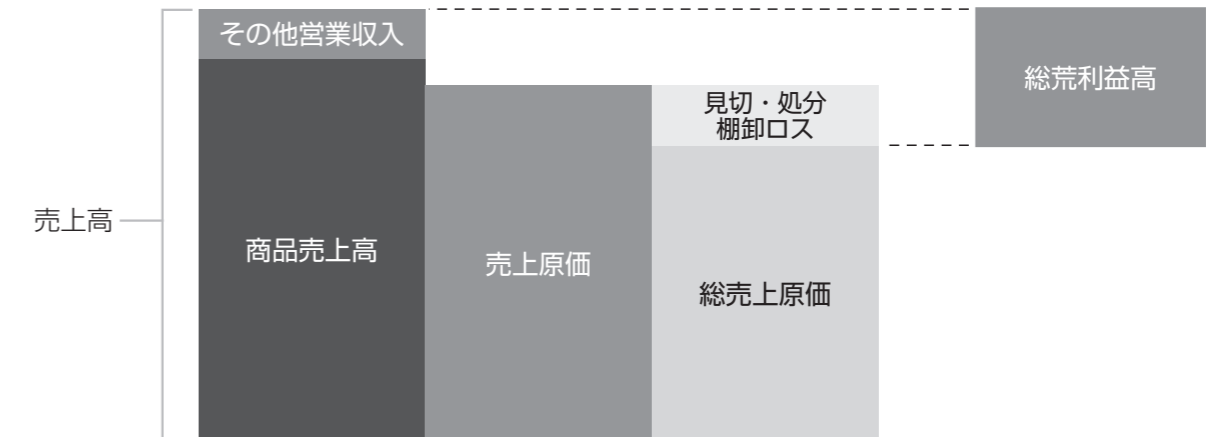 その他営業収入
総荒利益高
見切・処分
棚卸ロス
売上高
商品売上高
売上原価
総売上原価